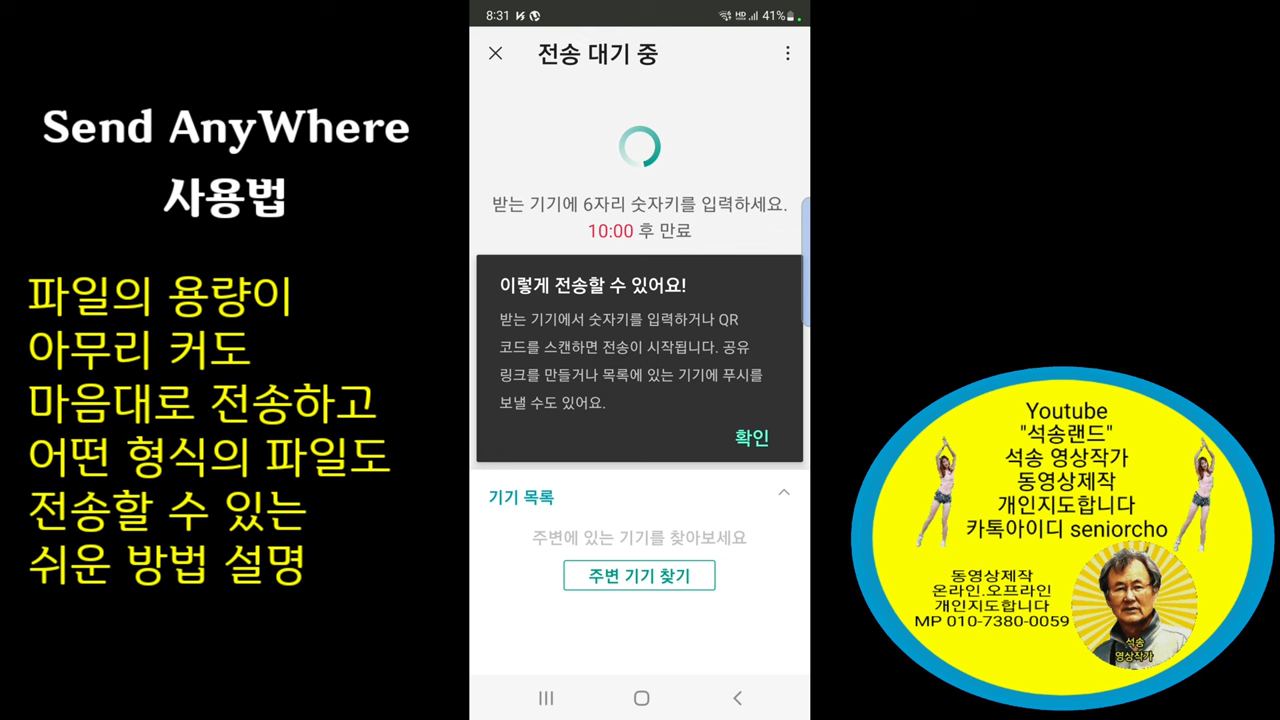 Send AnyWhere
사용법
파일의 용량이
아무리 커도
마음대로 전송하고
어떤 형식의 파일도
전송할 수 있는
쉬운 방법 설명
8:31
HD
41%
전송 대기 중
받는 기기에 6자리 숫자키를 입력하세요.
10:00 후 만료
이렇게 전송할 수 있어요!
받는 기기에서 숫자키를 입력하거나 QR
코드를 스캔하면 전송이 시작됩니다. 공유
링크를 만들거나 목록에 있는 기기에 푸시를
보낼 수도 있어요.
확인
기기 목록
주변에 있는 기기를 찾아보세요
주변 기기 찾기
Youtube
"석송랜드"
석송 영상작가
동영상제작
개인지도합니다
카톡아이디 seniorcho
동영상제작
온라인.오프라인
개인지도합니다
MP 010-7380-0059
석송
영상작가